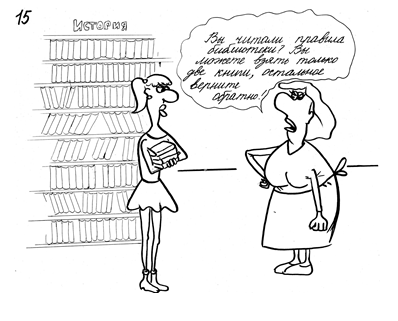 15
История
Вы читали правила
библиотеки? Вы
можете взять только
две книги, остальное
верните
обратно!